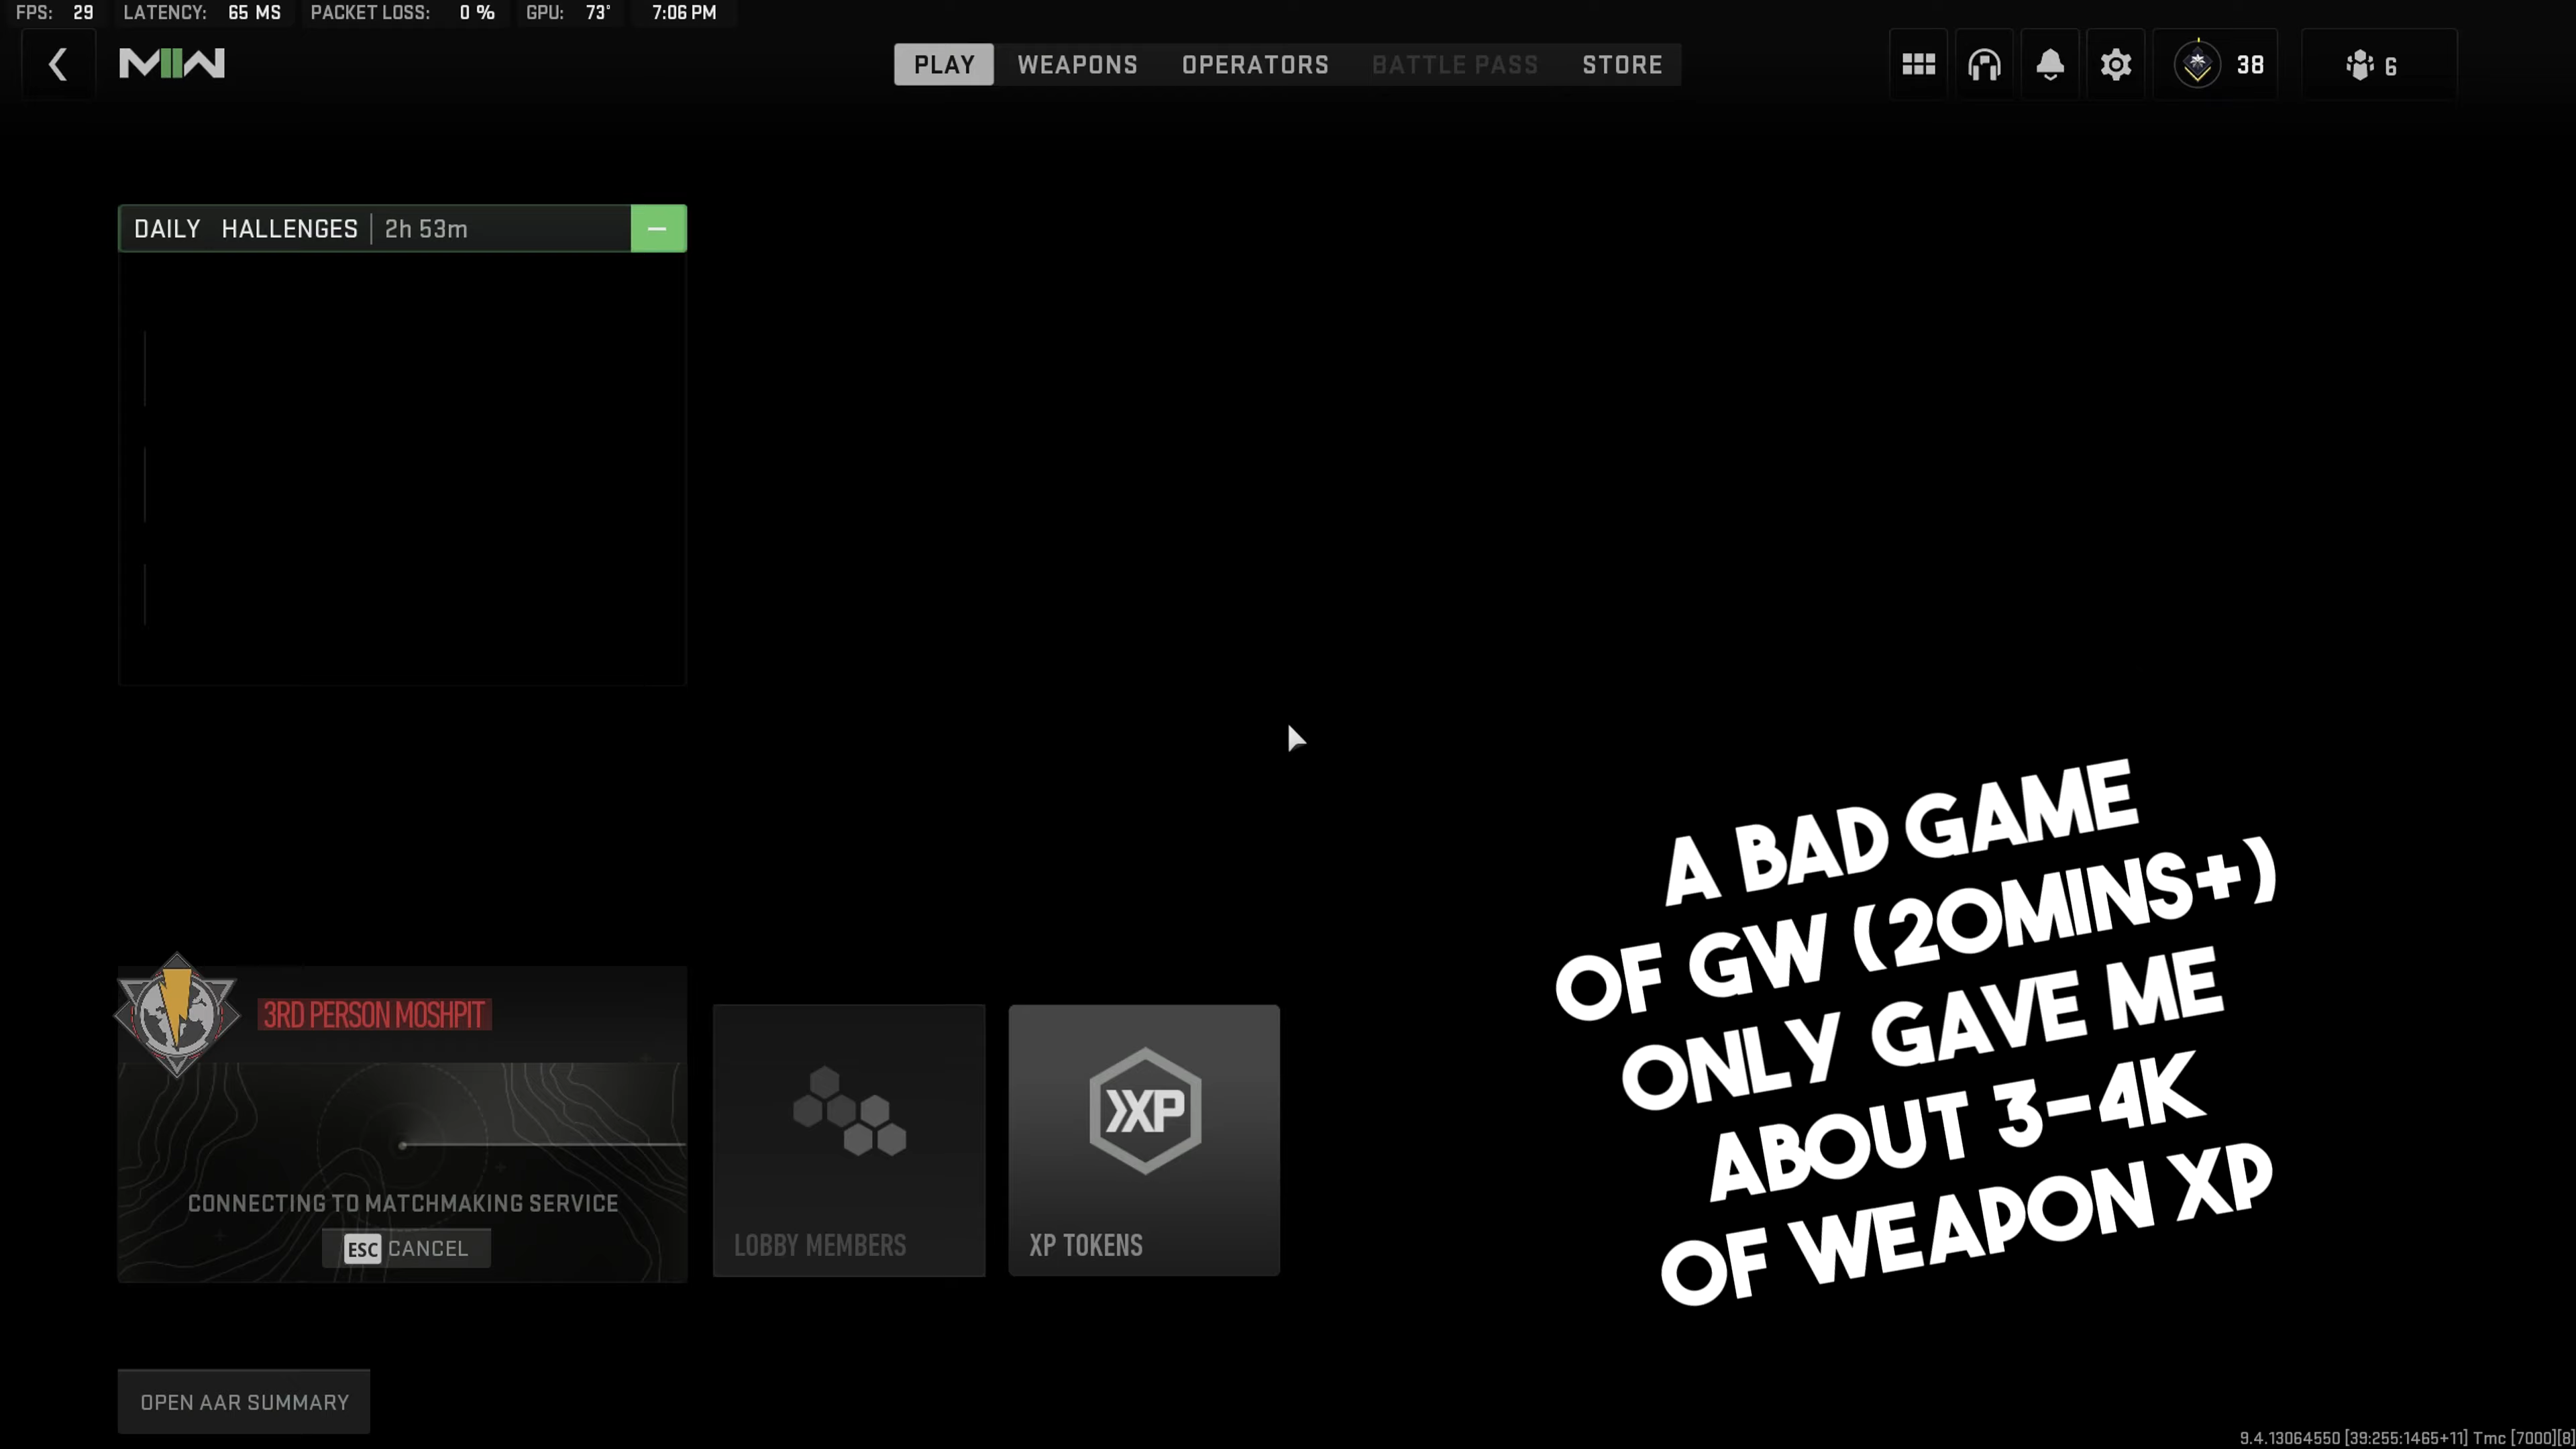 FPS: 29 LATENCY: 65 MS PACKET LOSS: 0 % GPU: 73° 7:06 PM
MIIW PLAY WEAPONS OPERATORS BATTLE PASS STORE 38 6
DAILY HALLENGES 2h 53m
A BAD GAME
OF GW (20MINS+)
ONLY GAVE ME
ABOUT 3-4K
OF WEAPON XP
3RD PERSON MOSHPIT
CONNECTING TO MATCHMAKING SERVICE
ESC CANCEL
LOBBY MEMBERS
XP
XP TOKENS
OPEN AAR SUMMARY
9.4.13064550 [39:255:1465+11] Tmc [7000][8]